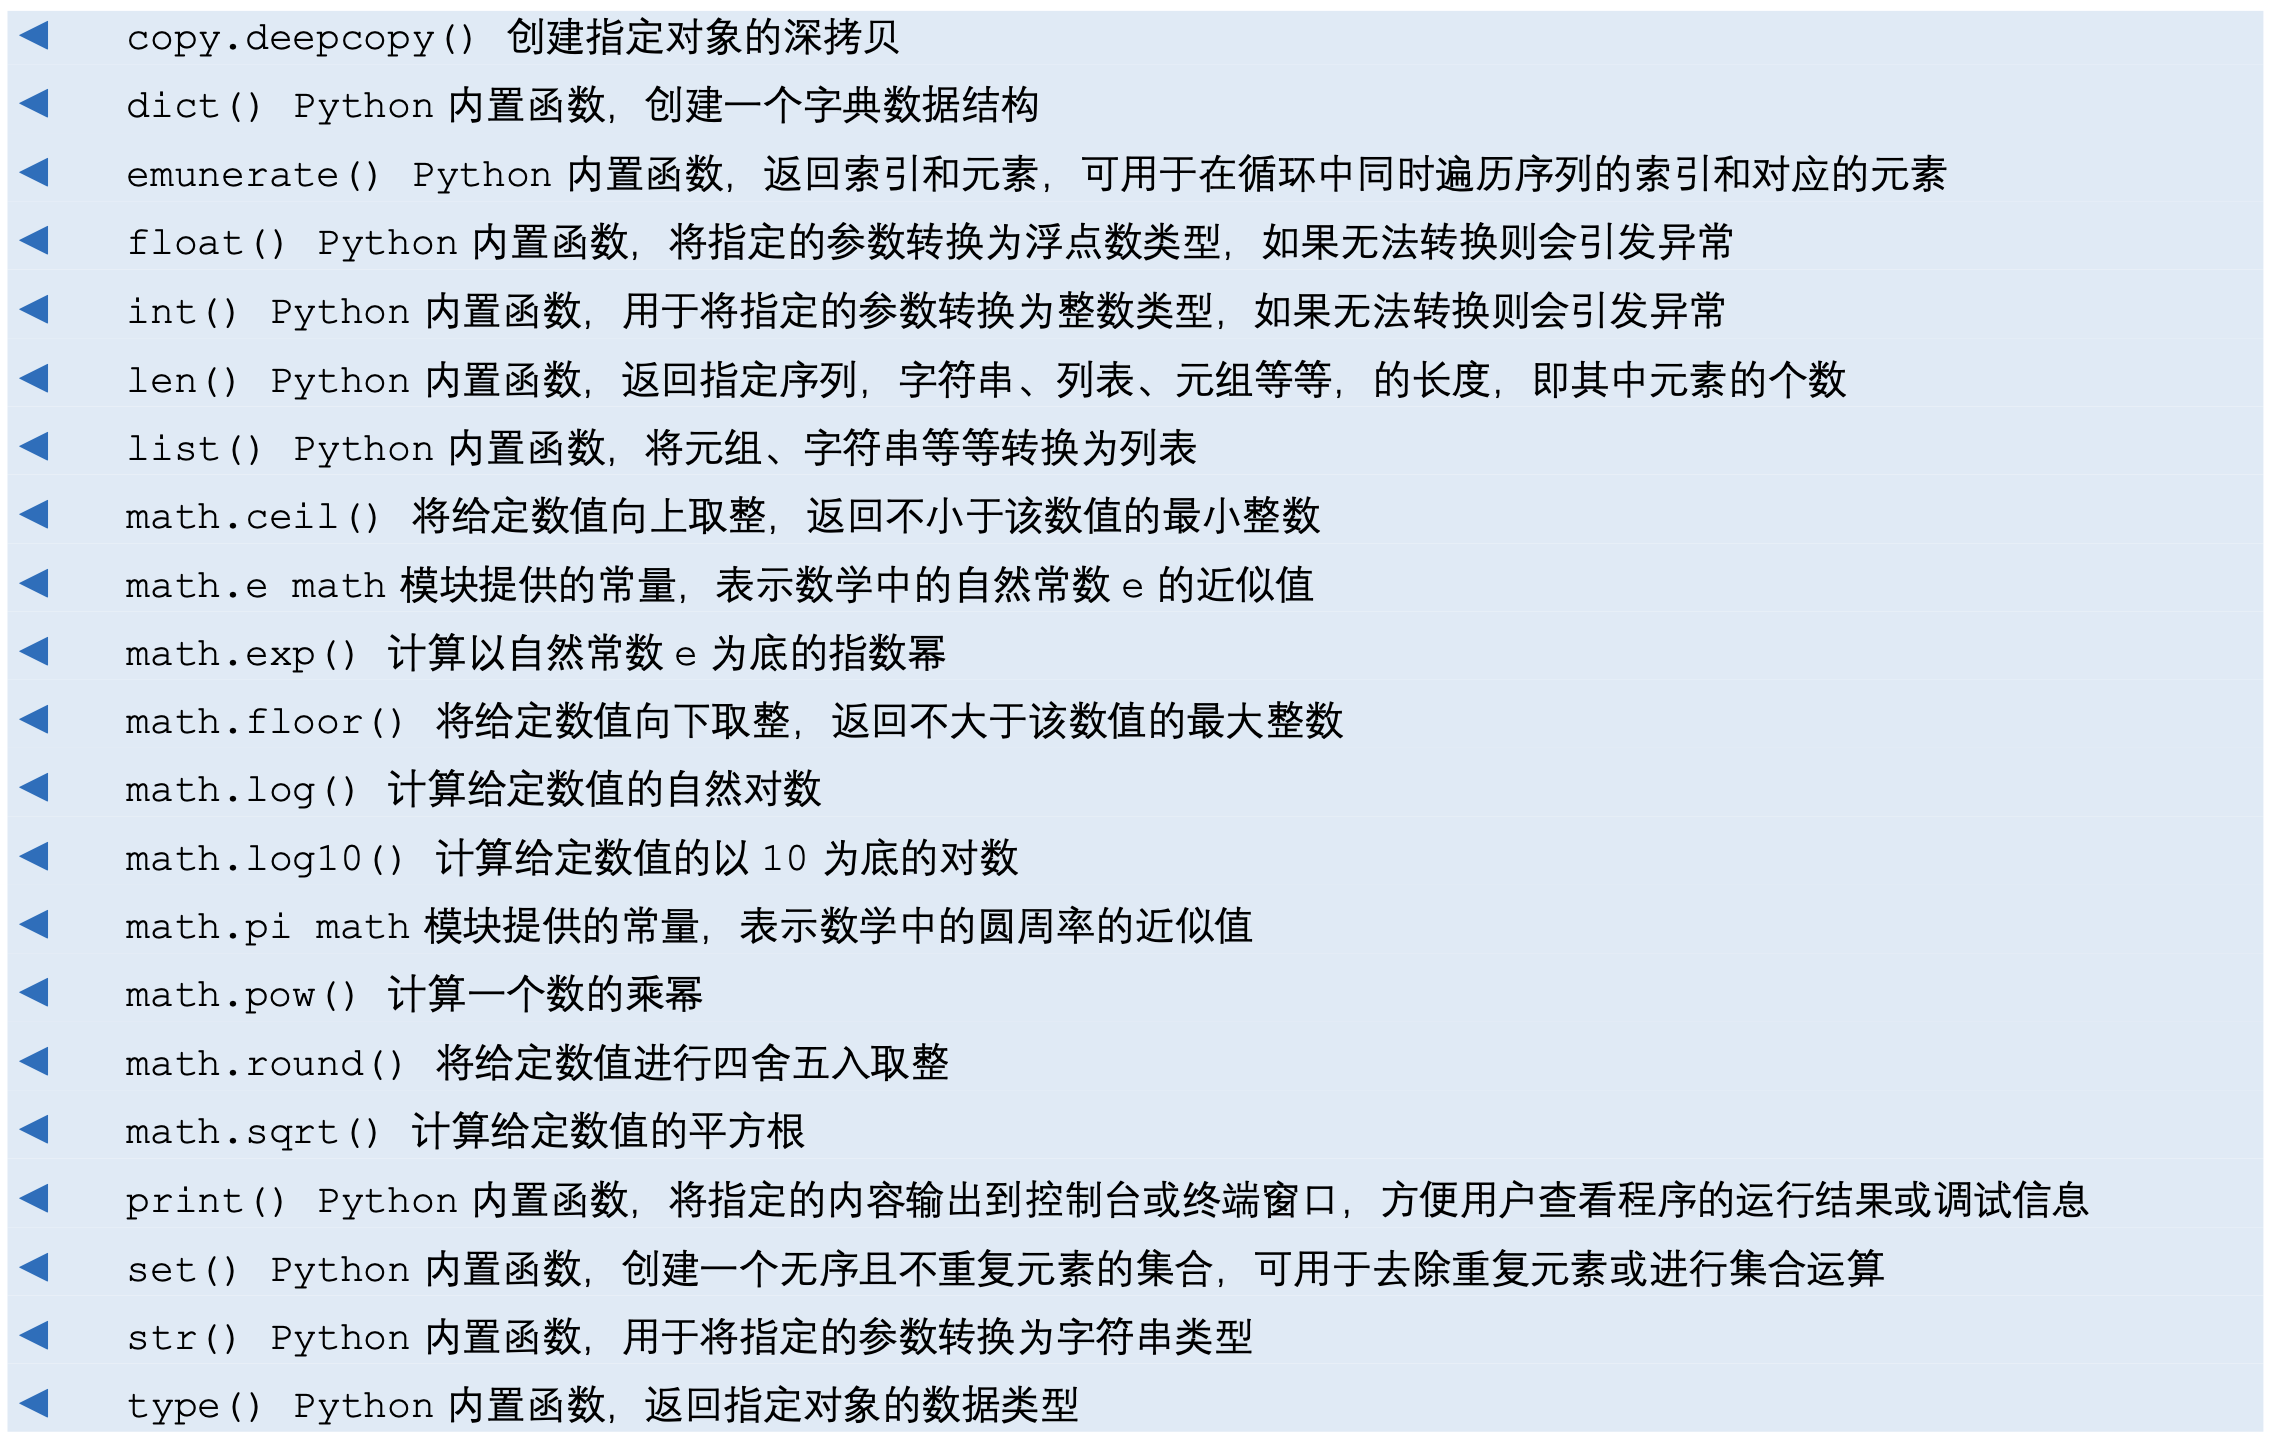 copy.deepcopy() 创建指定对象的深拷贝
dict() Python 内置函数，创建一个字典数据结构
emunerate() Python 内置函数，返回索引和元素，可用于在循环中同时遍历序列的索引和对应的元素
float() Python 内置函数，将指定的参数转换为浮点数类型，如果无法转换则会引发异常
int() Python 内置函数，用于将指定的参数转换为整数类型，如果无法转换则会引发异常
len() Python 内置函数，返回指定序列，字符串、列表、元组等等，的长度，即其中元素的个数
list() Python 内置函数，将元组、字符串等等转换为列表
math.ceil() 将给定数值向上取整，返回不小于该数值的最小整数
math.e math 模块提供的常量，表示数学中的自然常数 e 的近似值
math.exp() 计算以自然常数 e 为底的指数幂
math.floor() 将给定数值向下取整，返回不大于该数值的最大整数
math.log() 计算给定数值的自然对数
math.log10() 计算给定数值的以 10 为底的对数
math.pi math 模块提供的常量，表示数学中的圆周率的近似值
math.pow() 计算一个数的乘幂
math.round() 将给定数值进行四舍五入取整
math.sqrt() 计算给定数值的平方根
print() Python 内置函数，将指定的内容输出到控制台或终端窗口，方便用户查看程序的运行结果或调试信息
set() Python 内置函数，创建一个无序且不重复元素的集合，可用于去除重复元素或进行集合运算
str() Python 内置函数，用于将指定的参数转换为字符串类型
type() Python 内置函数，返回指定对象的数据类型